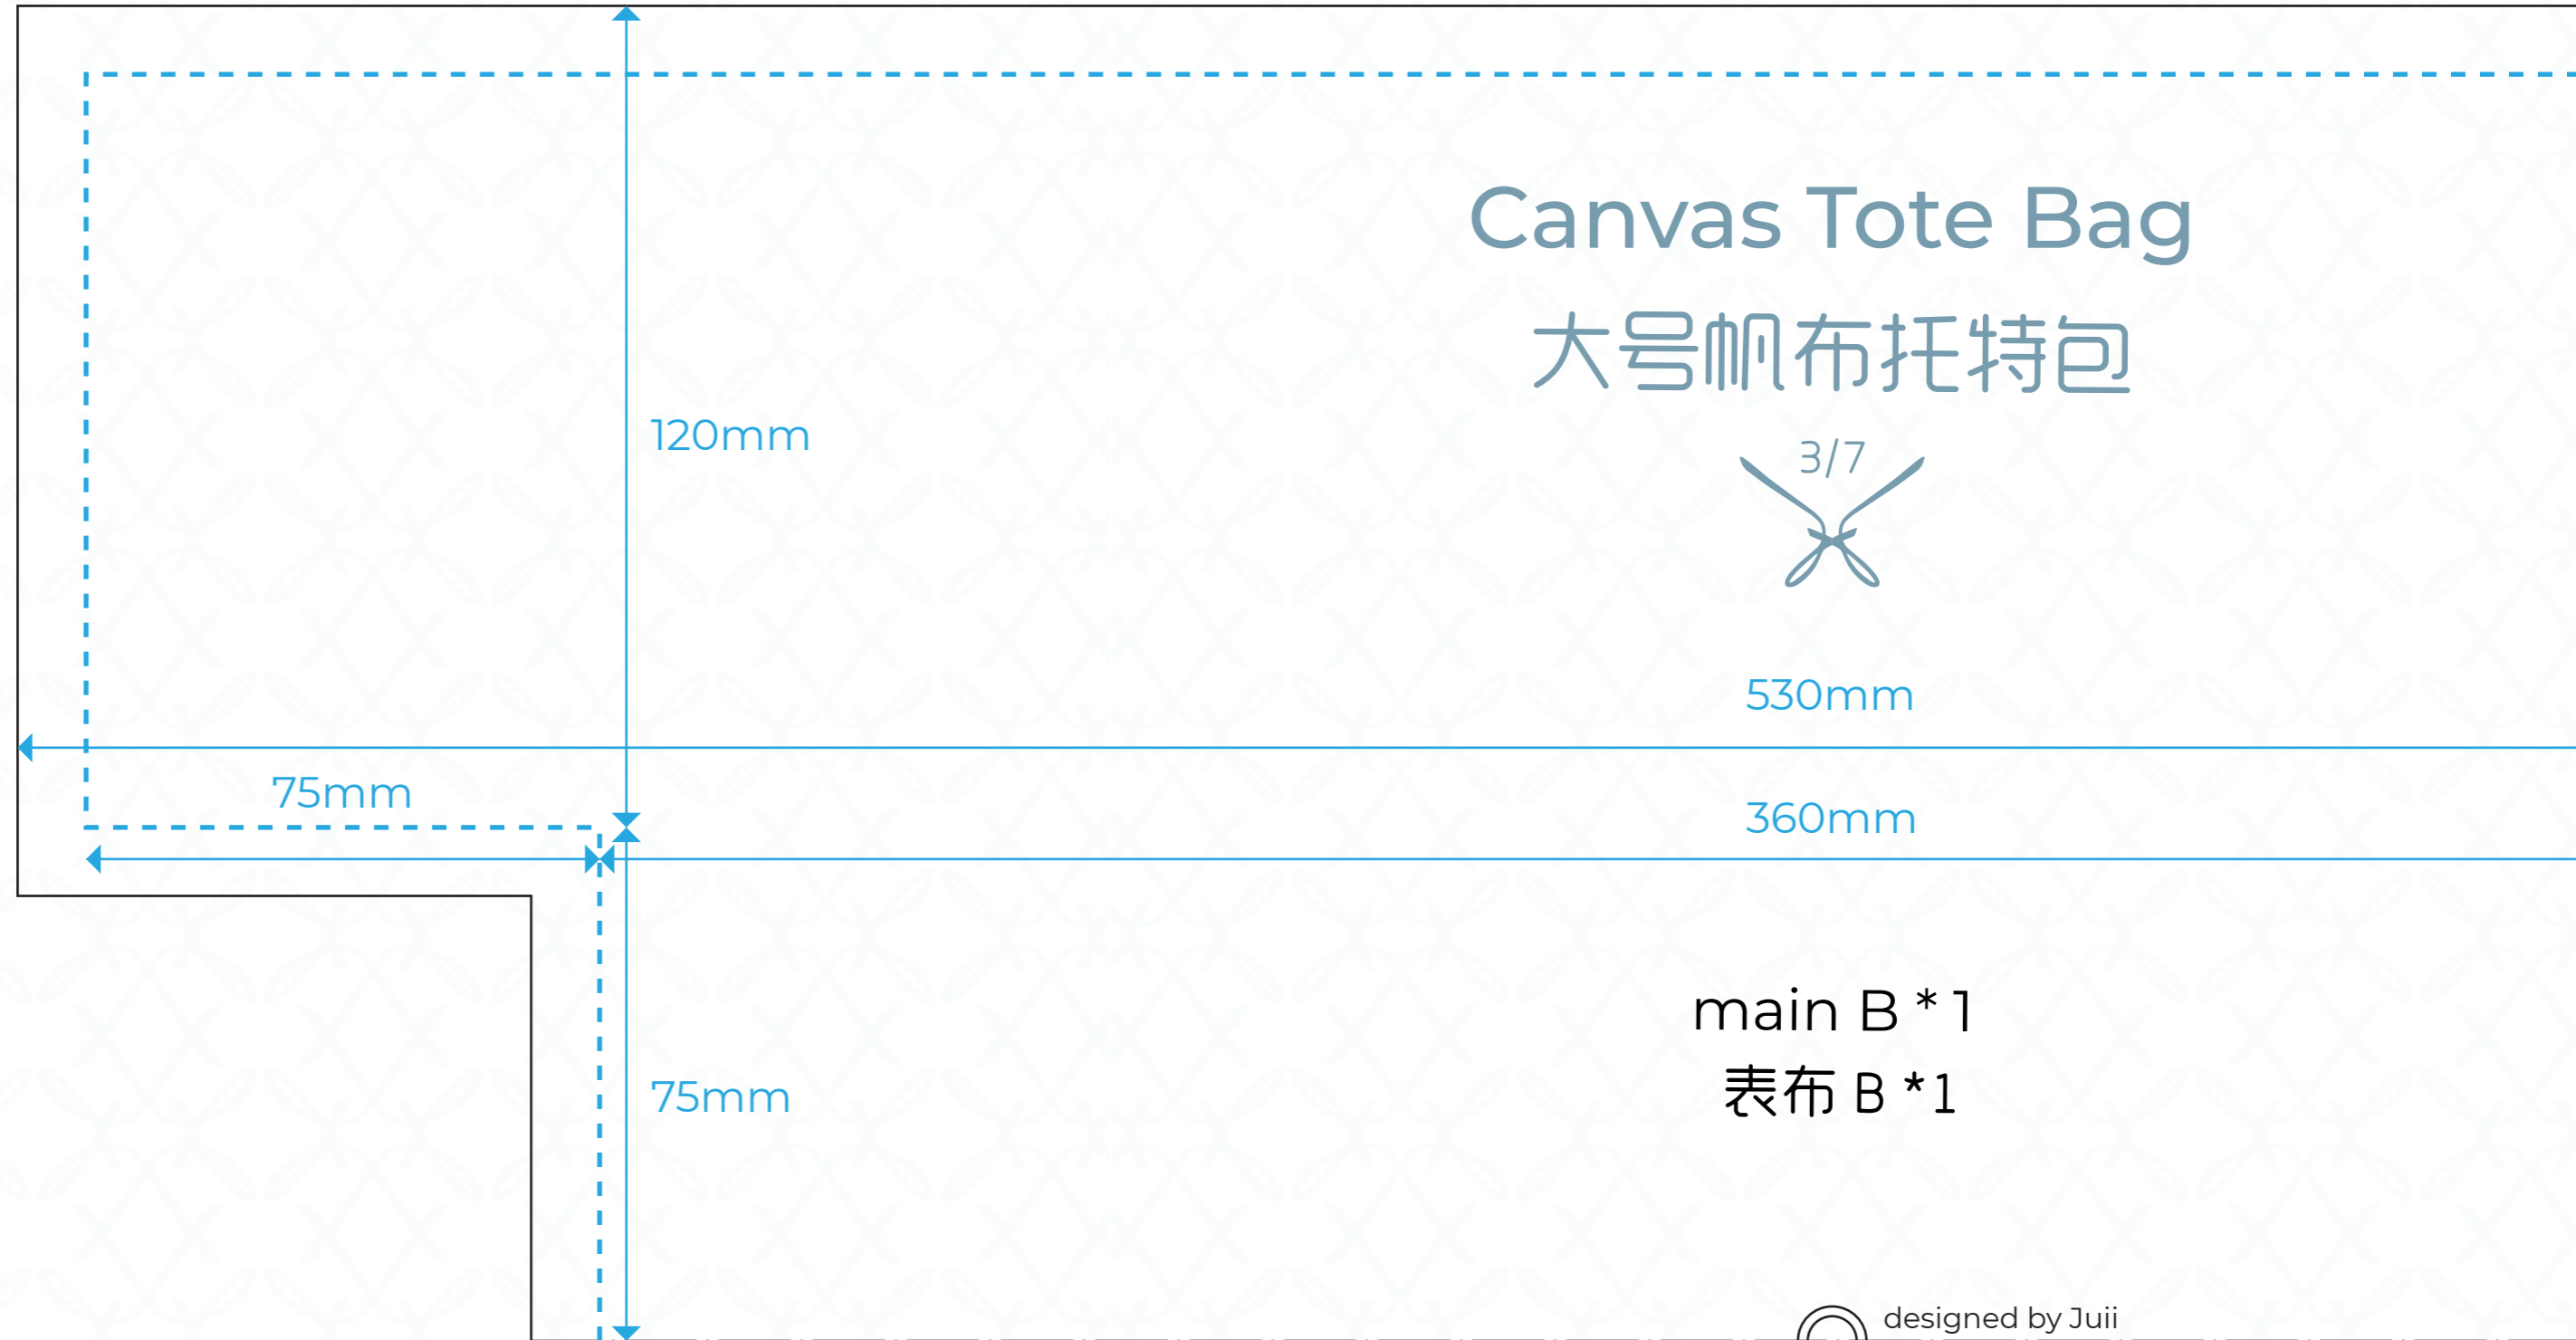 Canvas Tote Bag
大号帆布托特包
3/7
120mm
530mm
75mm
360mm
75mm
main B * 1
表布 B *1
designed by Juii